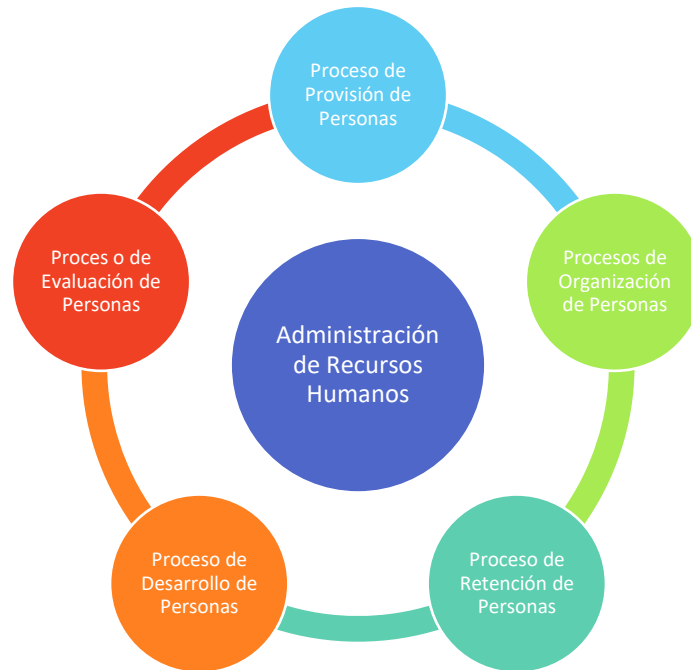 Proceso de
Provisión de
Personas
Procesos de
Organización
de Personas
Proceso de
Retención de
Personas
Proceso de
Desarrollo de
Personas
Proces o de
Evaluación de
Personas
Administración
de Recursos
Humanos